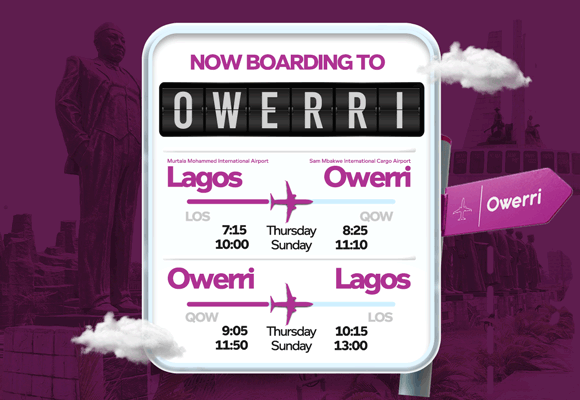 NOW BOARDING TO
OWERRI
Murtala Mohammed International Airport Sam Mbakwe International Cargo Airport
Lagos Owerri
LOS QOW
7:15 Thursday 8:25
10:00 Sunday 11:10
Owerri Lagos
QOW LOS
9:05 Thursday 10:15
11:50 Sunday 13:00
Owerri